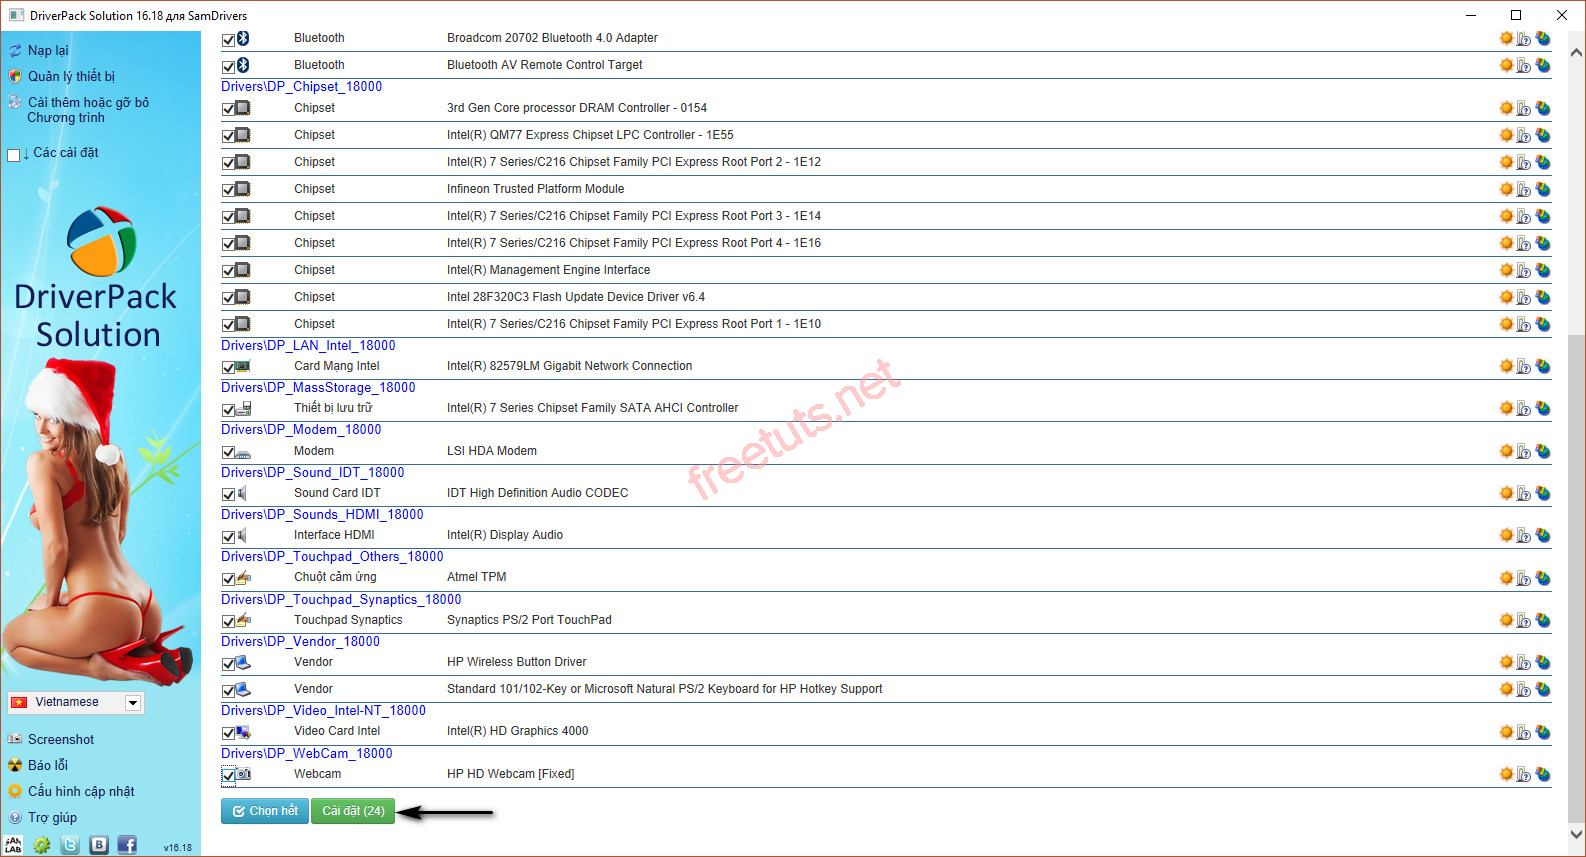 DriverPack Solution 16.18 для SamDrivers
Nạp lại
Quản lý thiết bị
Cài thêm hoặc gỡ bỏ
Chương trình
↓ Các cài đặt
DriverPack
Solution
Vietnamese
Screenshot
Báo lỗi
Cấu hình cập nhật
Trợ giúp
SAM
LAB
v16.18
Bluetooth Broadcom 20702 Bluetooth 4.0 Adapter
Bluetooth Bluetooth AV Remote Control Target
Drivers\DP_Chipset_18000
Chipset 3rd Gen Core processor DRAM Controller - 0154
Chipset Intel(R) QM77 Express Chipset LPC Controller - 1E55
Chipset Intel(R) 7 Series/C216 Chipset Family PCI Express Root Port 2 - 1E12
Chipset Infineon Trusted Platform Module
Chipset Intel(R) 7 Series/C216 Chipset Family PCI Express Root Port 3 - 1E14
Chipset Intel(R) 7 Series/C216 Chipset Family PCI Express Root Port 4 - 1E16
Chipset Intel(R) Management Engine Interface
Chipset Intel 28F320C3 Flash Update Device Driver v6.4
Chipset Intel(R) 7 Series/C216 Chipset Family PCI Express Root Port 1 - 1E10
Drivers\DP_LAN_Intel_18000
Card Mạng Intel Intel(R) 82579LM Gigabit Network Connection
Drivers\DP_MassStorage_18000
Thiết bị lưu trữ Intel(R) 7 Series Chipset Family SATA AHCI Controller
Drivers\DP_Modem_18000
Modem LSI HDA Modem
Drivers\DP_Sound_IDT_18000
Sound Card IDT IDT High Definition Audio CODEC
Drivers\DP_Sounds_HDMI_18000
Interface HDMI Intel(R) Display Audio
Drivers\DP_Touchpad_Others_18000
Chuột cảm ứng Atmel TPM
Drivers\DP_Touchpad_Synaptics_18000
Touchpad Synaptics Synaptics PS/2 Port TouchPad
Drivers\DP_Vendor_18000
Vendor HP Wireless Button Driver
Vendor Standard 101/102-Key or Microsoft Natural PS/2 Keyboard for HP Hotkey Support
Drivers\DP_Video_Intel-NT_18000
Video Card Intel Intel(R) HD Graphics 4000
Drivers\DP_WebCam_18000
Webcam HP HD Webcam [Fixed]
Chọn hết Cài đặt (24)
freetuts.net